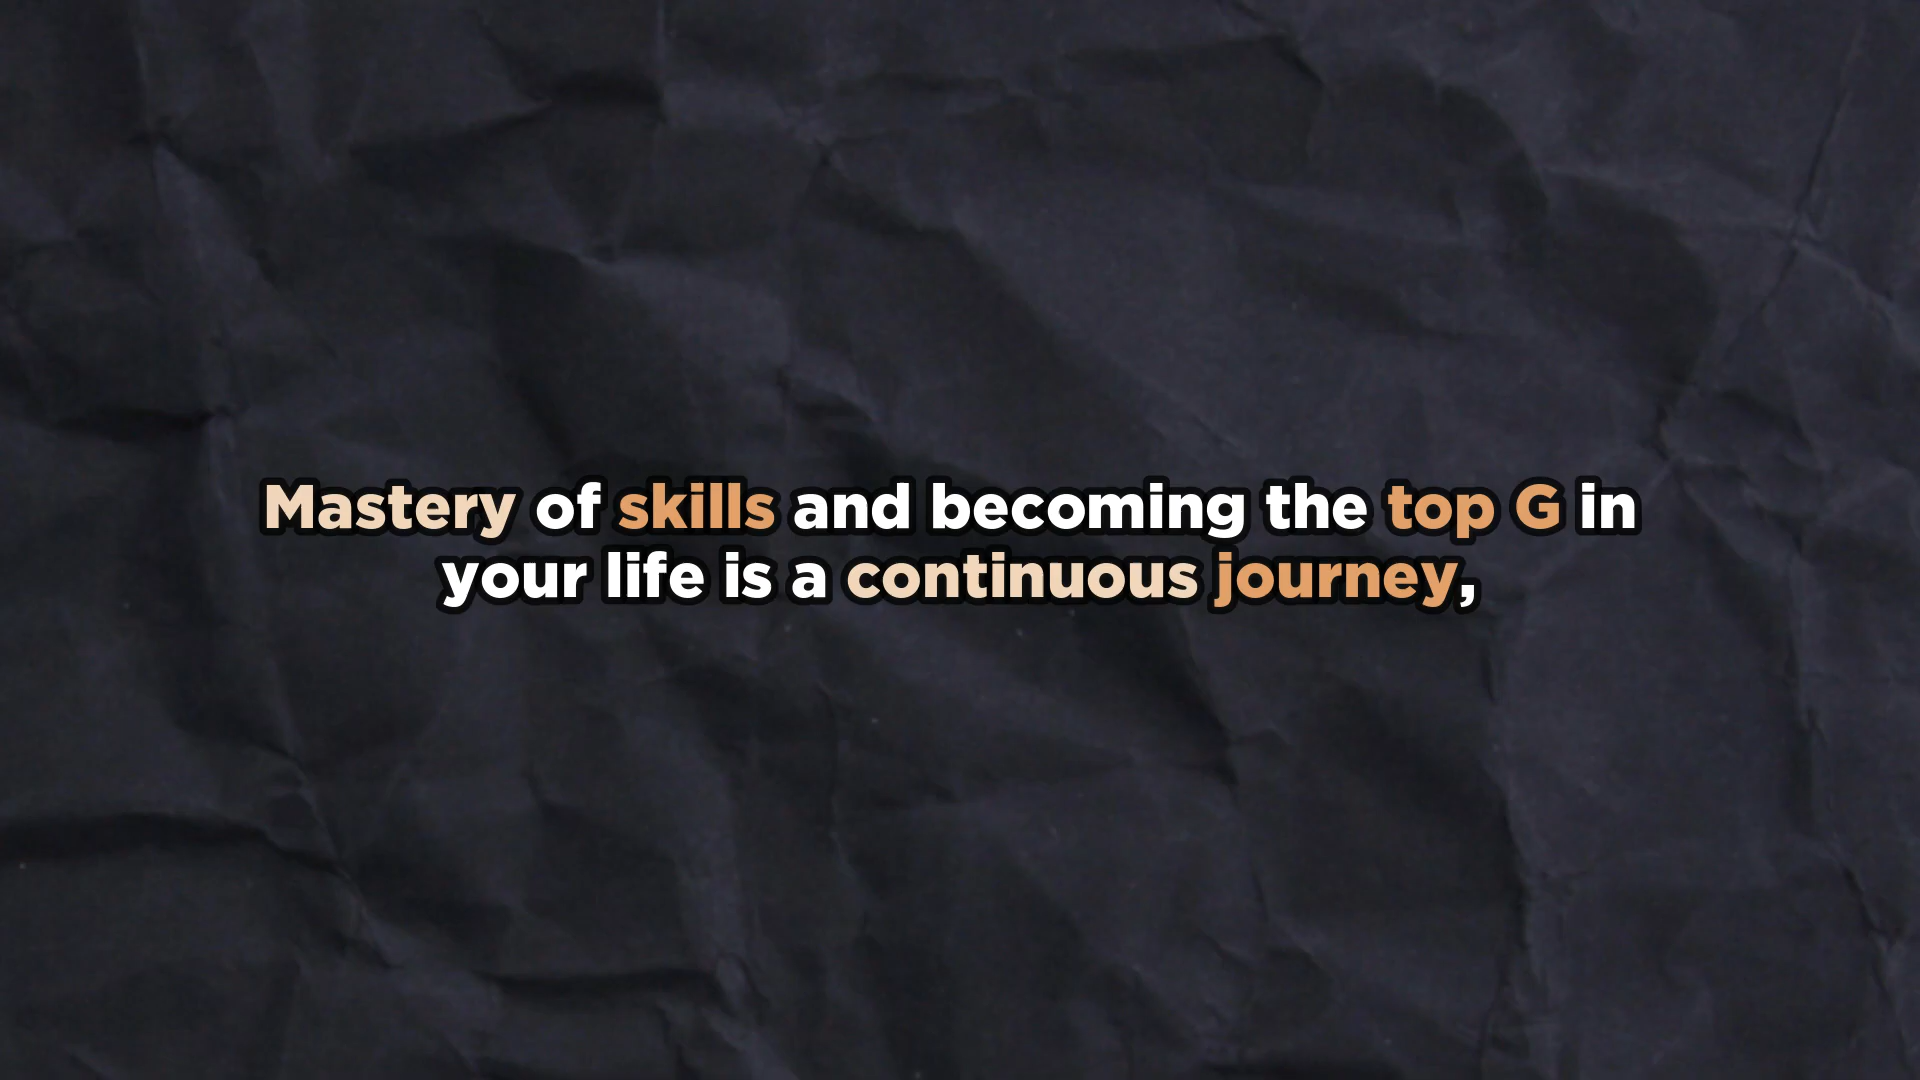 Mastery of skills and becoming the top G in
your life is a continuous journey,